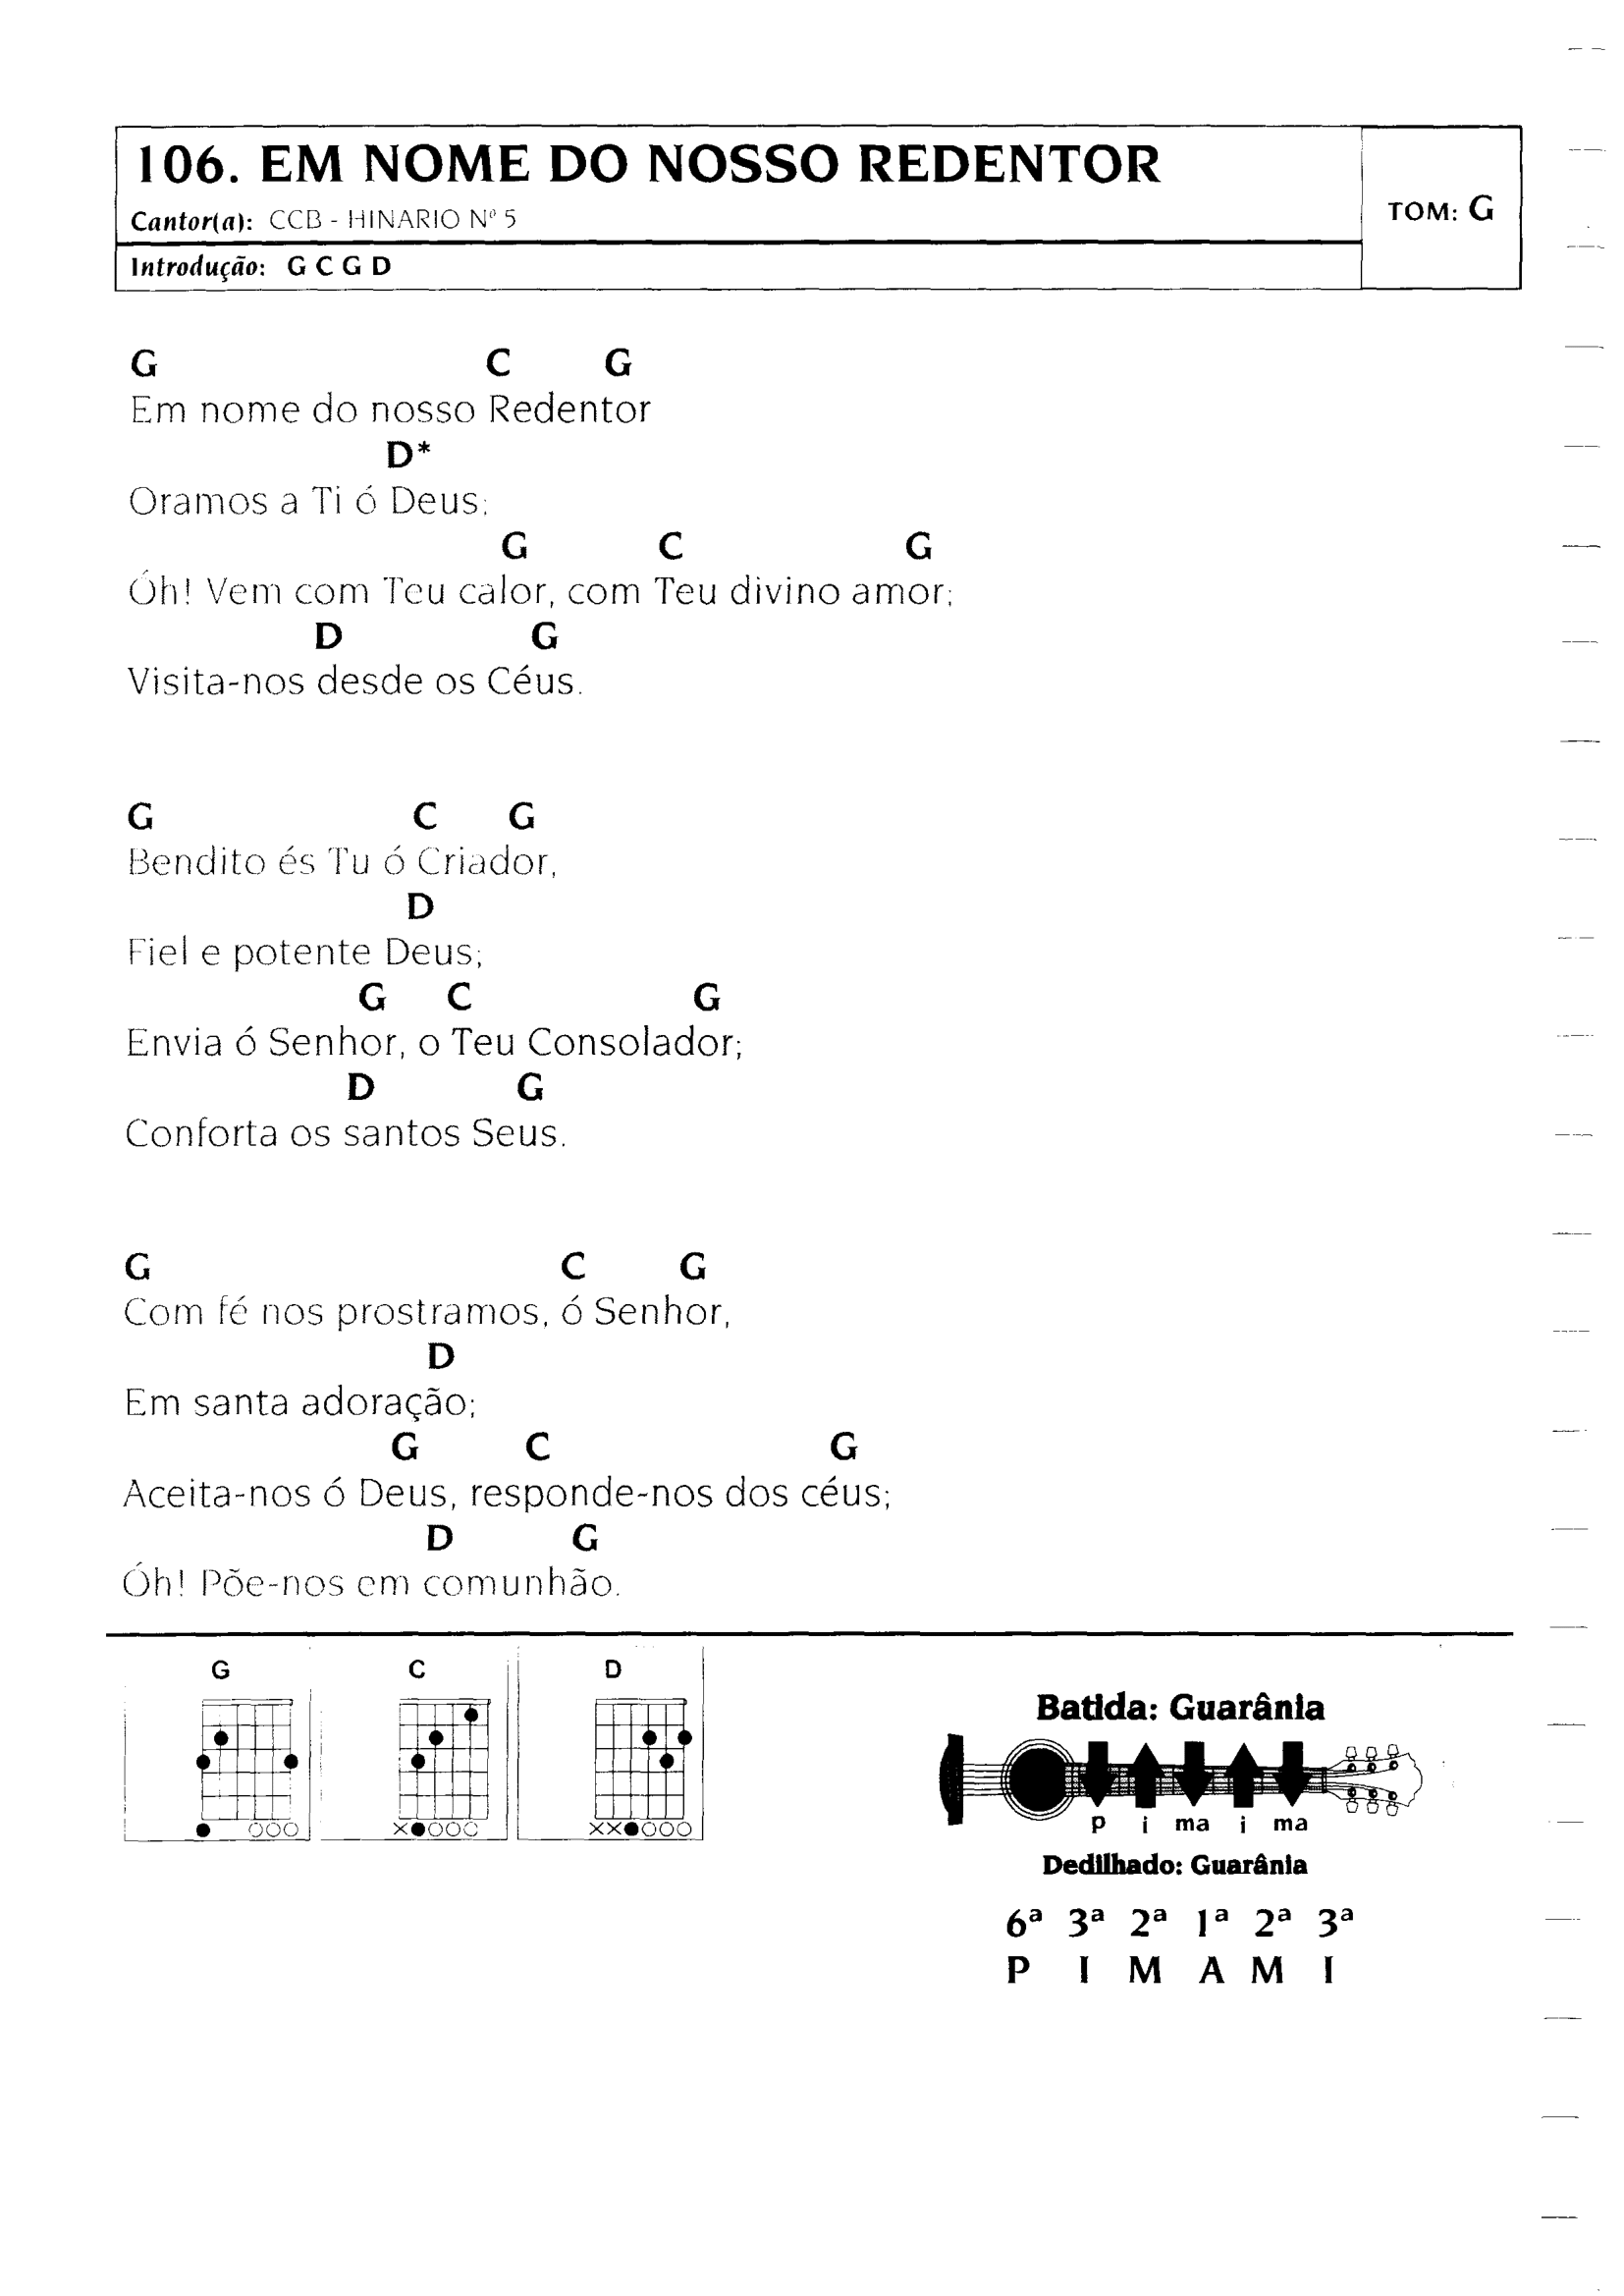 106. EM NOME DO NOSSO REDENTOR
Cantor(a): CCB - HINARIO Nº 5
TOM: G
Introdução: G C G D
G C G
Em nome do nosso Redentor
D*
Oramos a Ti ó Deus;
G C G
Óh! Vem com Teu calor, com Teu divino amor;
D G
Visita-nos desde os Céus.
G C G
Bendito és Tu ó Criador,
D
Fiel e potente Deus;
G C G
Envia ó Senhor, o Teu Consolador;
D G
Conforta os santos Seus.
G C G
Com fé nos prostramos, ó Senhor,
D
Em santa adoração;
G C G
Aceita-nos ó Deus, responde-nos dos céus;
D G
Óh! Põe-nos em comunhão.
G C D
Batida: Guarânia
p i ma i ma
Dedilhado: Guarânia
6ª 3ª 2ª 1ª 2ª 3ª
P I M A M I